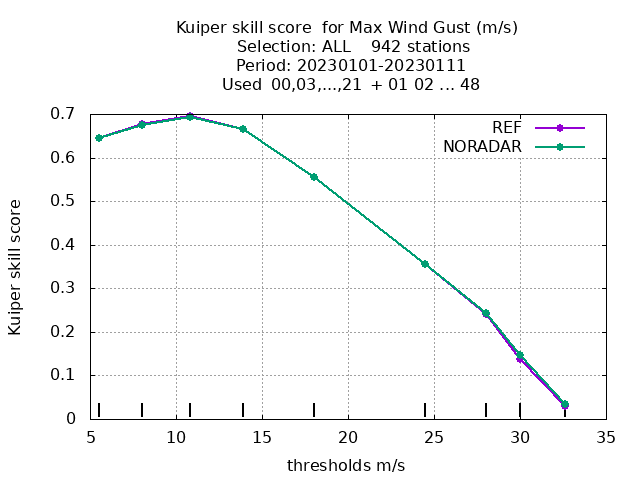 Kuiper skill score  for Max Wind Gust (m/s)
Selection: ALL    942 stations
Period: 20230101-20230111
Used  00,03,...,21  + 01 02 ... 48
REF
NORADAR
Kuiper skill score
0.7
0.6
0.5
0.4
0.3
0.2
0.1
0
5 10 15 20 25 30 35
thresholds m/s